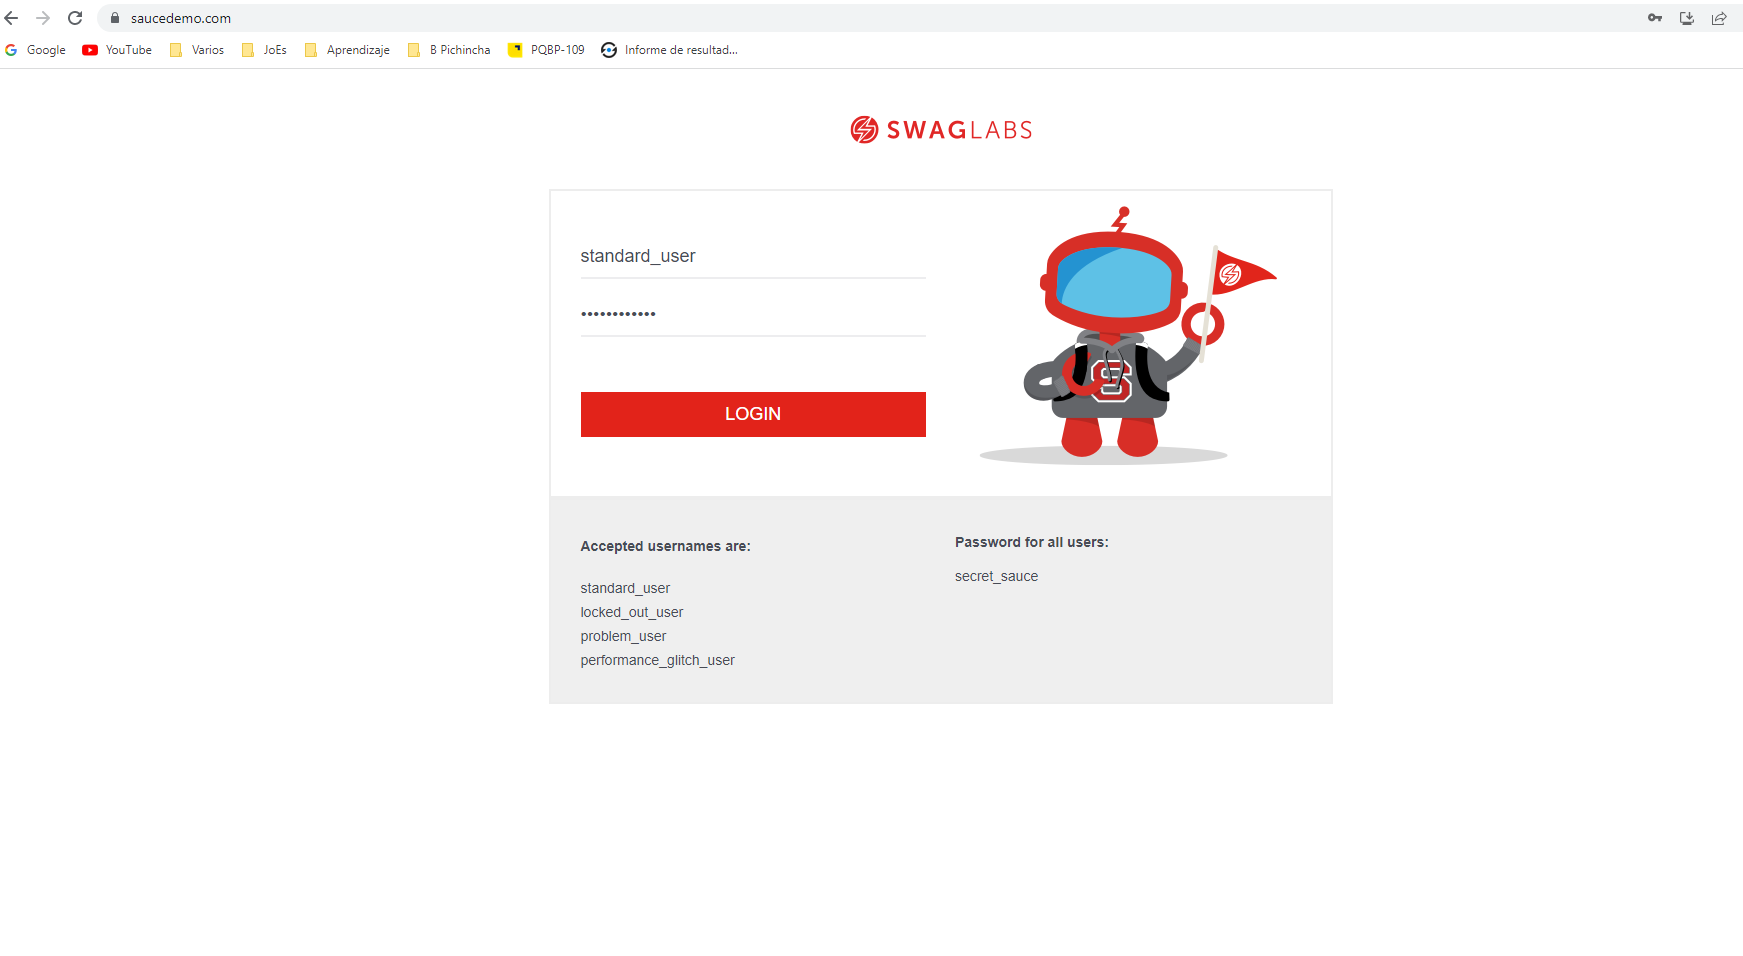 saucedemo.com
Google YouTube Varios JoEs Aprendizaje B Pichincha PQBP-109 Informe de resultad...
SWAGLABS
standard_user
••••••••••••
LOGIN
S
Accepted usernames are:
standard_user
locked_out_user
problem_user
performance_glitch_user
Password for all users:
secret_sauce